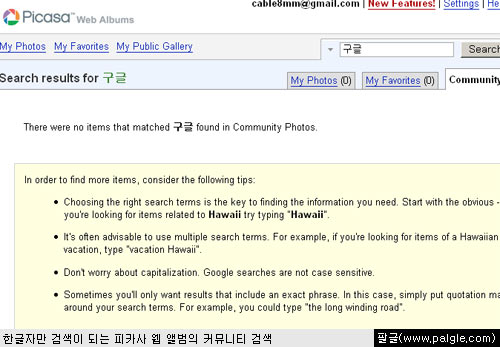 cable8mm@gmail.com | New Features! | Settings |
Picasa™ Web Albums
My Photos My Favorites My Public Gallery
구글
Search
Search results for 구글
My Photos (0) My Favorites (0) Community
There were no items that matched 구글 found in Community Photos.
In order to find more items, consider the following tips:
• Choosing the right search terms is the key to finding the information you need. Start with the obvious -
you're looking for items related to Hawaii try typing "Hawaii".
• It's often advisable to use multiple search terms. For example, if you're looking for items of a Hawaiian
vacation, type "vacation Hawaii".
• Don't worry about capitalization. Google searches are not case sensitive.
• Sometimes you'll only want results that include an exact phrase. In this case, simply put quotation ma
around your search terms. For example, you could type "the long winding road".
한글자만 검색이 되는 피카사 웹 앨범의 커뮤니티 검색
팔글(www.palgle.com)